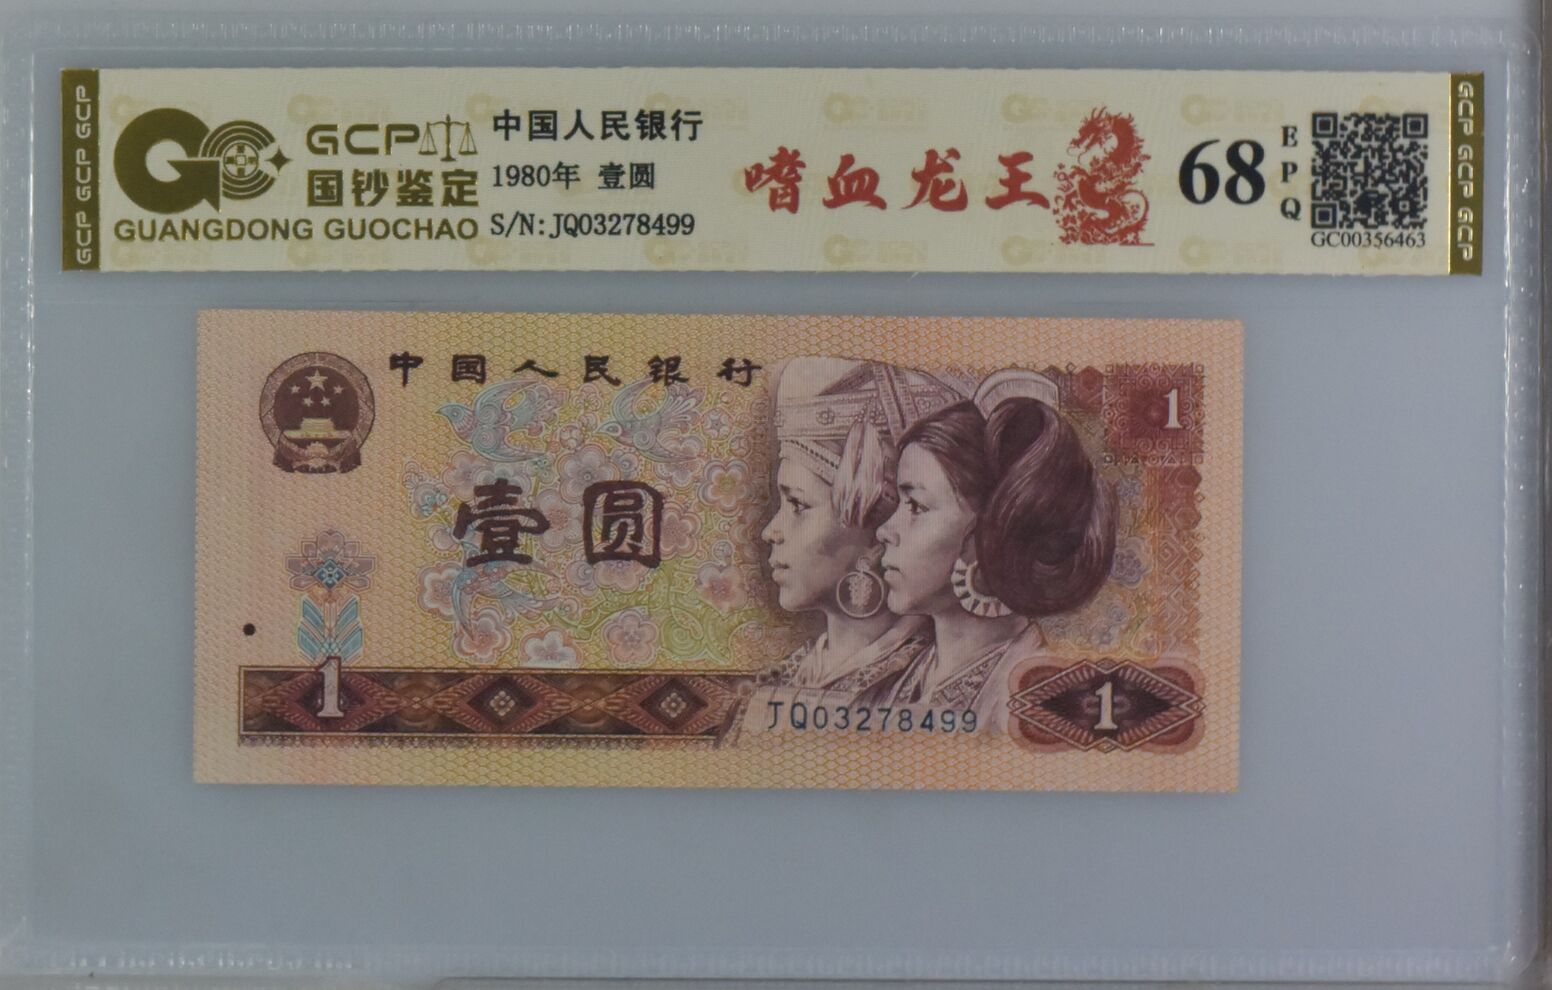 GCP GCP GCP
GCP
国钞鉴定
GUANGDONG GUOCHAO
中国人民银行
1980年 壹圆
S/N:JQ03278499
嗜血龙王
68
EPQ
GC00356463
GCP GCP GCP
中国人民银行
1
壹圆
1
JQ03278499
1